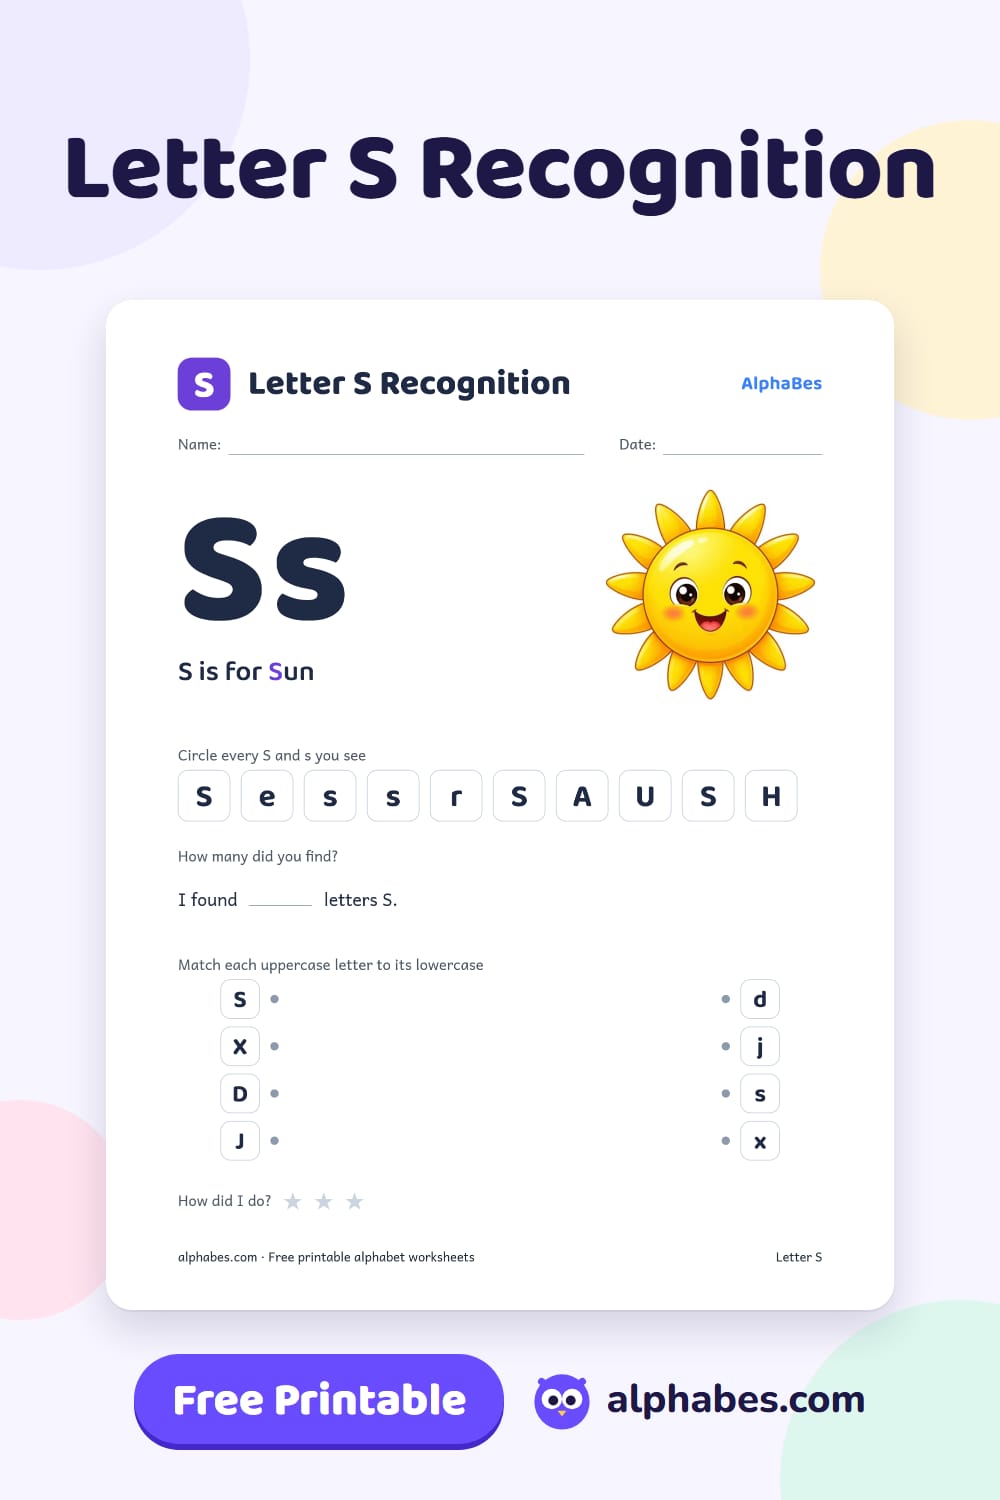 Letter S Recognition
S Letter S Recognition AlphaBes
Name: Date:
Ss
S is for Sun
Circle every S and s you see
S e s s r S A U S H
How many did you find?
I found letters S.
Match each uppercase letter to its lowercase
S d
X j
D s
J x
How did I do?
alphabes.com · Free printable alphabet worksheets Letter S
Free Printable alphabes.com